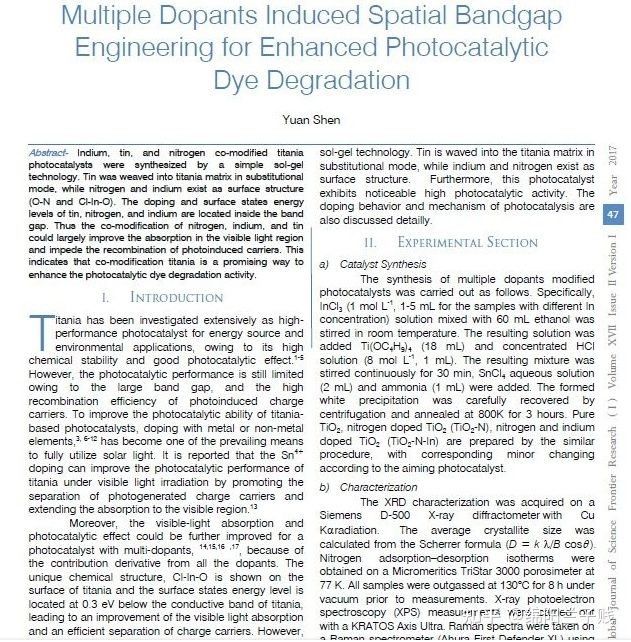 Multiple Dopants Induced Spatial Bandgap
Engineering for Enhanced Photocatalytic
Dye Degradation
Yuan Shen
Abstract- Indium, tin, and nitrogen co-modified titania
photocatalysts were synthesized by a simple sol-gel
technology. Tin was weaved into titania matrix in substitutional
mode, while nitrogen and indium exist as surface structure
(O-N and Cl-In-O). The doping and surface states energy
levels of tin, nitrogen, and indium are located inside the band
gap. Thus the co-modification of nitrogen, indium, and tin
could largely improve the absorption in the visible light region
and impede the recombination of photoinduced carriers. This
indicates that co-modification titania is a promising way to
enhance the photocatalytic dye degradation activity.
I. INTRODUCTION
Titania has been investigated extensively as high-
performance photocatalyst for energy source and
environmental applications, owing to its high
chemical stability and good photocatalytic effect.1-5
However, the photocatalytic performance is still limited
owing to the large band gap, and the high
recombination efficiency of photoinduced charge
carriers. To improve the photocatalytic ability of titania-
based photocatalysts, doping with metal or non-metal
elements,3, 6-12 has become one of the prevailing means
to fully utilize solar light. It is reported that the Sn4+
doping can improve the photocatalytic performance of
titania under visible light irradiation by promoting the
separation of photogenerated charge carriers and
extending the absorption to the visible region.13
Moreover, the visible-light absorption and
photocatalytic effect could be further improved for a
photocatalyst with multi-dopants, 14,15,16 ,17, because of
the contribution derivative from all the dopants. The
unique chemical structure, Cl-In-O is shown on the
surface of titania and the surface states energy level is
located at 0.3 eV below the conductive band of titania,
leading to an improvement of the visible light absorption
and an efficient separation of charge carriers. However,
sol-gel technology. Tin is waved into the titania matrix in
substitutional mode, while indium and nitrogen exist as
surface structure. Furthermore, this photocatalyst
exhibits noticeable high photocatalytic activity. The
doping behavior and mechanism of photocatalysis are
also discussed detailly.
II. EXPERIMENTAL SECTION
a) Catalyst Synthesis
The synthesis of multiple dopants modified
photocatalysts was carried out as follows. Specifically,
InCl3 (1 mol L-1, 1-5 mL for the samples with different In
concentration) solution mixed with 60 mL ethanol was
stirred in room temperature. The resulting solution was
added Ti(OC4H9)4 (18 mL) and concentrated HCl
solution (8 mol L-1, 1 mL). The resulting mixture was
stirred continuously for 30 min, SnCl4 aqueous solution
(2 mL) and ammonia (1 mL) were added. The formed
white precipitation was carefully recovered by
centrifugation and annealed at 800K for 3 hours. Pure
TiO2, nitrogen doped TiO2 (TiO2-N), nitrogen and indium
doped TiO2 (TiO2-N-In) are prepared by the similar
procedure, with corresponding minor changing
according to the aiming photocatalyst.
b) Characterization
The XRD characterization was acquired on a
Siemens D-500 X-ray diffractometer with Cu
Kαradiation. The average crystallite size was
calculated from the Scherrer formula (D = k λ/B cosθ).
Nitrogen adsorption-desorption isotherms were
obtained on a Micromeritics TriStar 3000 porosimeter at
77 K. All samples were outgassed at 130°C for 8 h under
vacuum prior to measurements. X-ray photoelectron
spectroscopy (XPS) measurements were carried out
with a KRATOS Axis Ultra. Raman spectra were taken on
a Raman spectrometer (Ahura First Defender XL) using
Journal of Science Frontier Research ( I ) Volume XVII Issue II Version I Year 2017
47